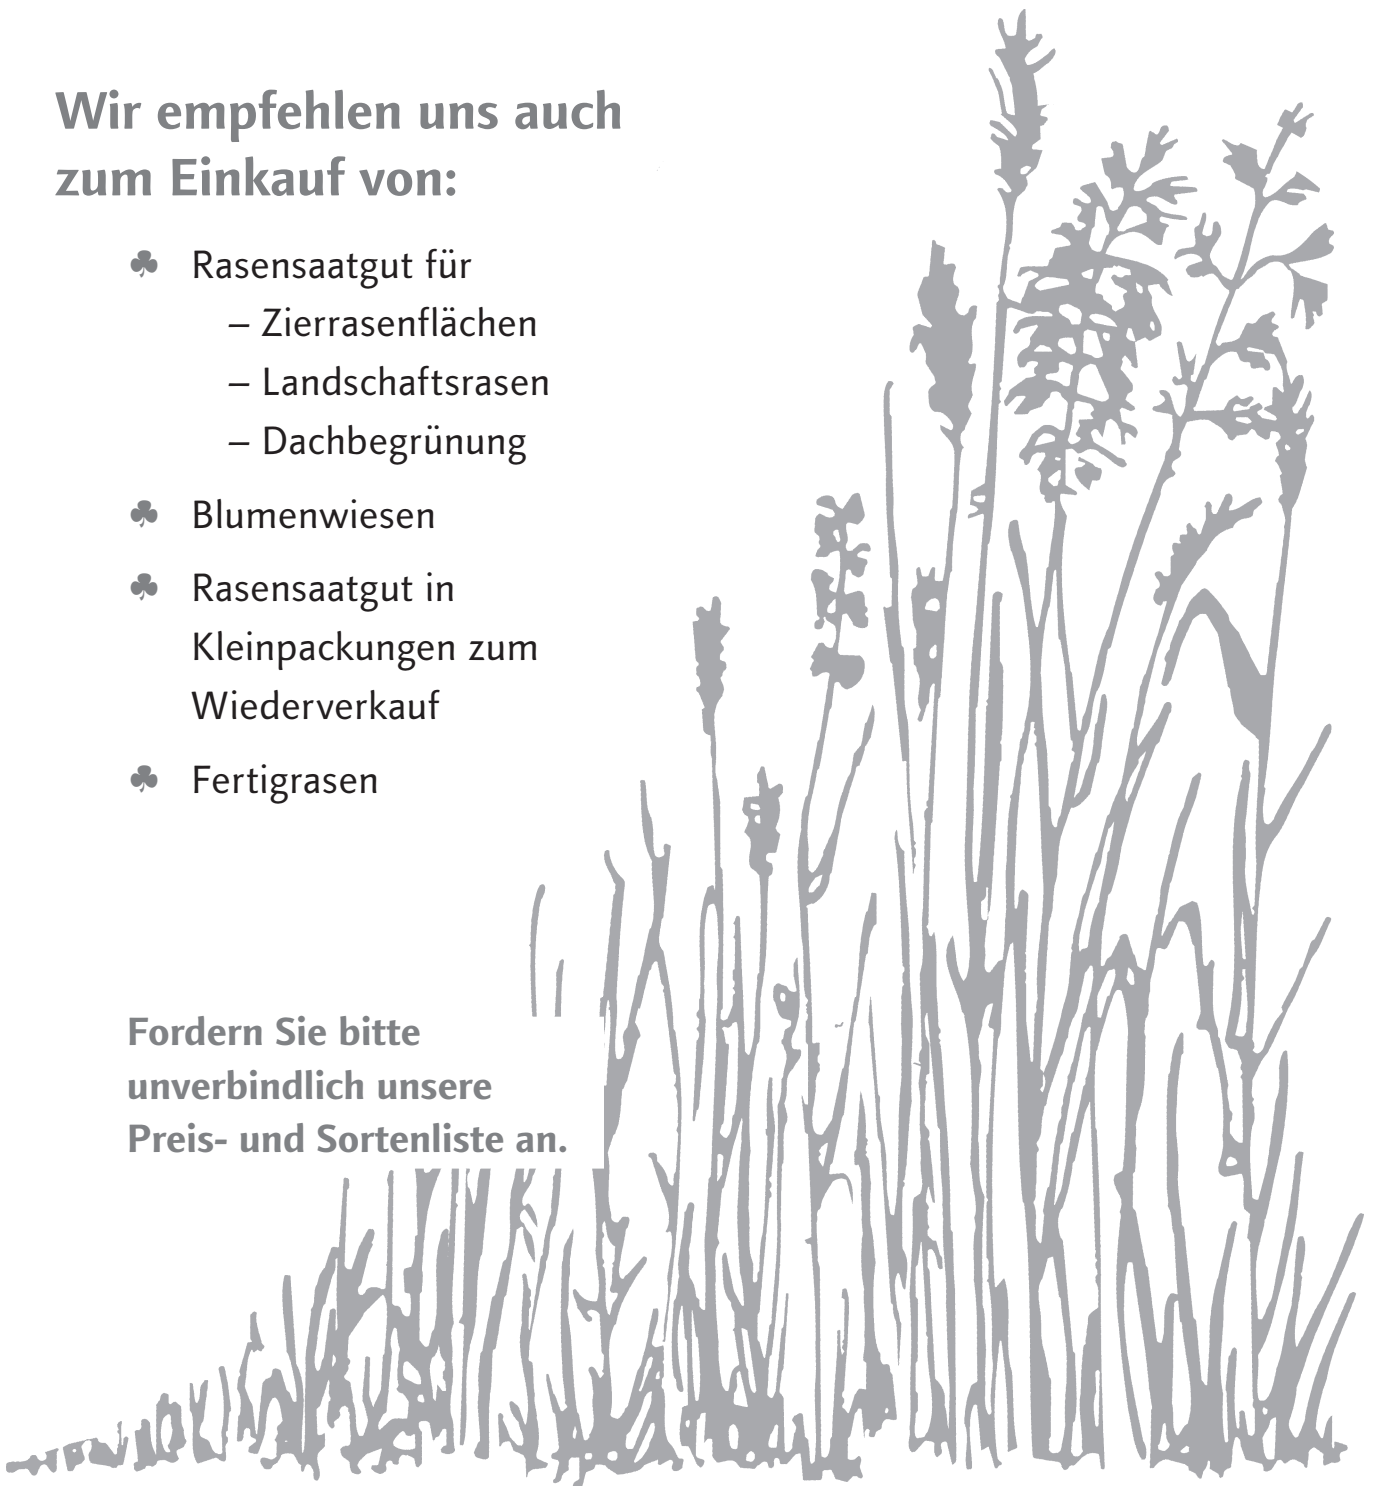 Wir empfehlen uns auch
zum Einkauf von:
♣ Rasensaatgut für
– Zierrasenflächen
– Landschaftsrasen
– Dachbegrünung
♣ Blumenwiesen
♣ Rasensaatgut in
Kleinpackungen zum
Wiederverkauf
♣ Fertigrasen
Fordern Sie bitte
unverbindlich unsere
Preis- und Sortenliste an.